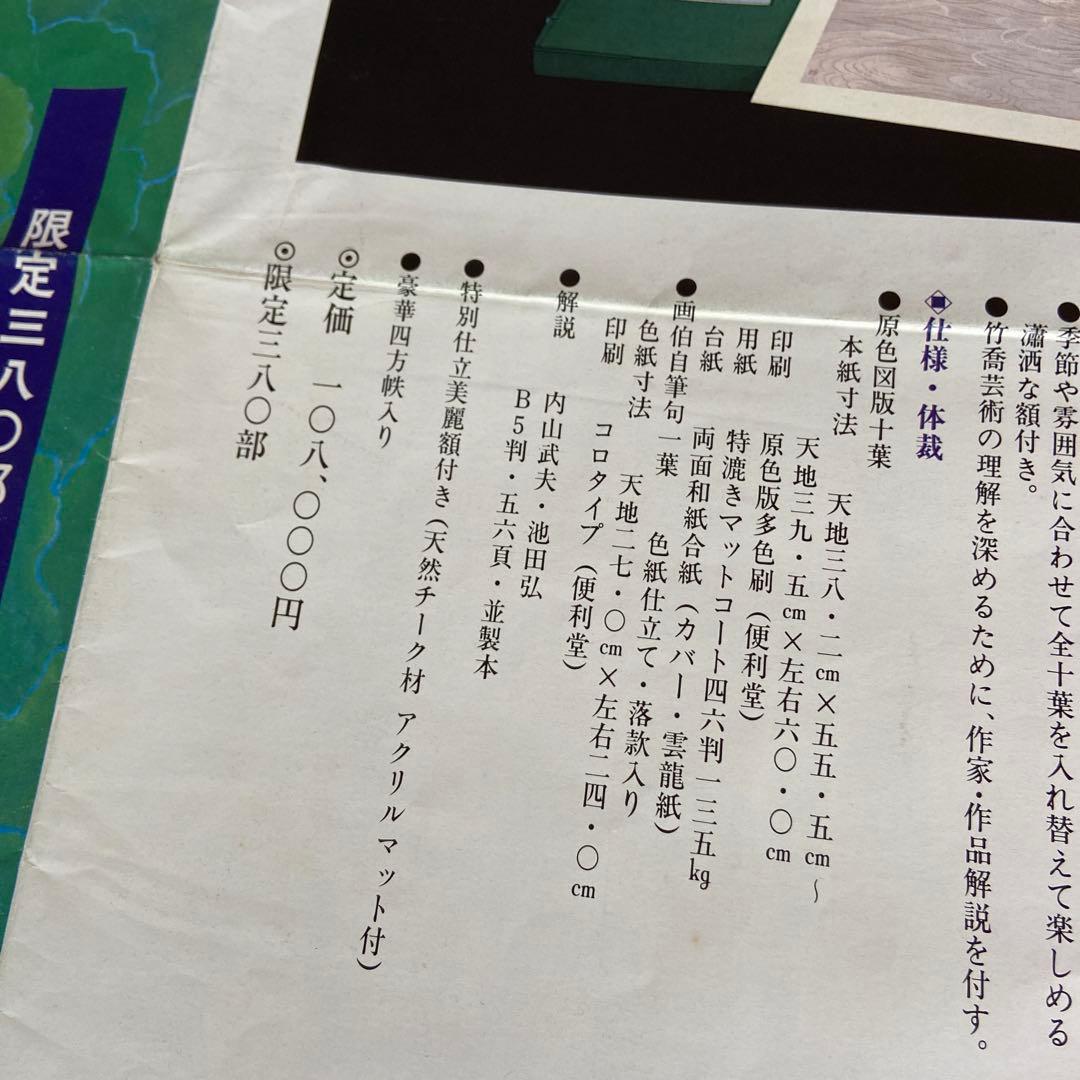 ●季節や雰囲気に合わせて全十葉を入れ替えて楽しめる
瀟洒な額付き。
●竹喬芸術の理解を深めるために、作家・作品解説を付す。
仕様・体裁
●原色図版十葉
本紙寸法 天地三八・二㎝×五五・五㎝～
天地三九・五㎝×左右六〇・〇㎝
印刷 原色版多色刷(便利堂)
用紙 特漉きマットコート四六判一三五㎏
台紙 両面和紙合紙(カバー・雲龍紙)
●画伯自筆句一葉 色紙仕立て・落款入り
色紙寸法 天地二七・〇㎝×左右二四・〇㎝
印刷 コロタイプ(便利堂)
●解説 内山武夫・池田弘
B5判・五六頁・並製本
●特別仕立美麗額付き(天然チーク材 アクリルマット付)
●豪華四方帙入り
◉定価 一〇八、〇〇〇円
◉限定三八〇部
限定三八〇部